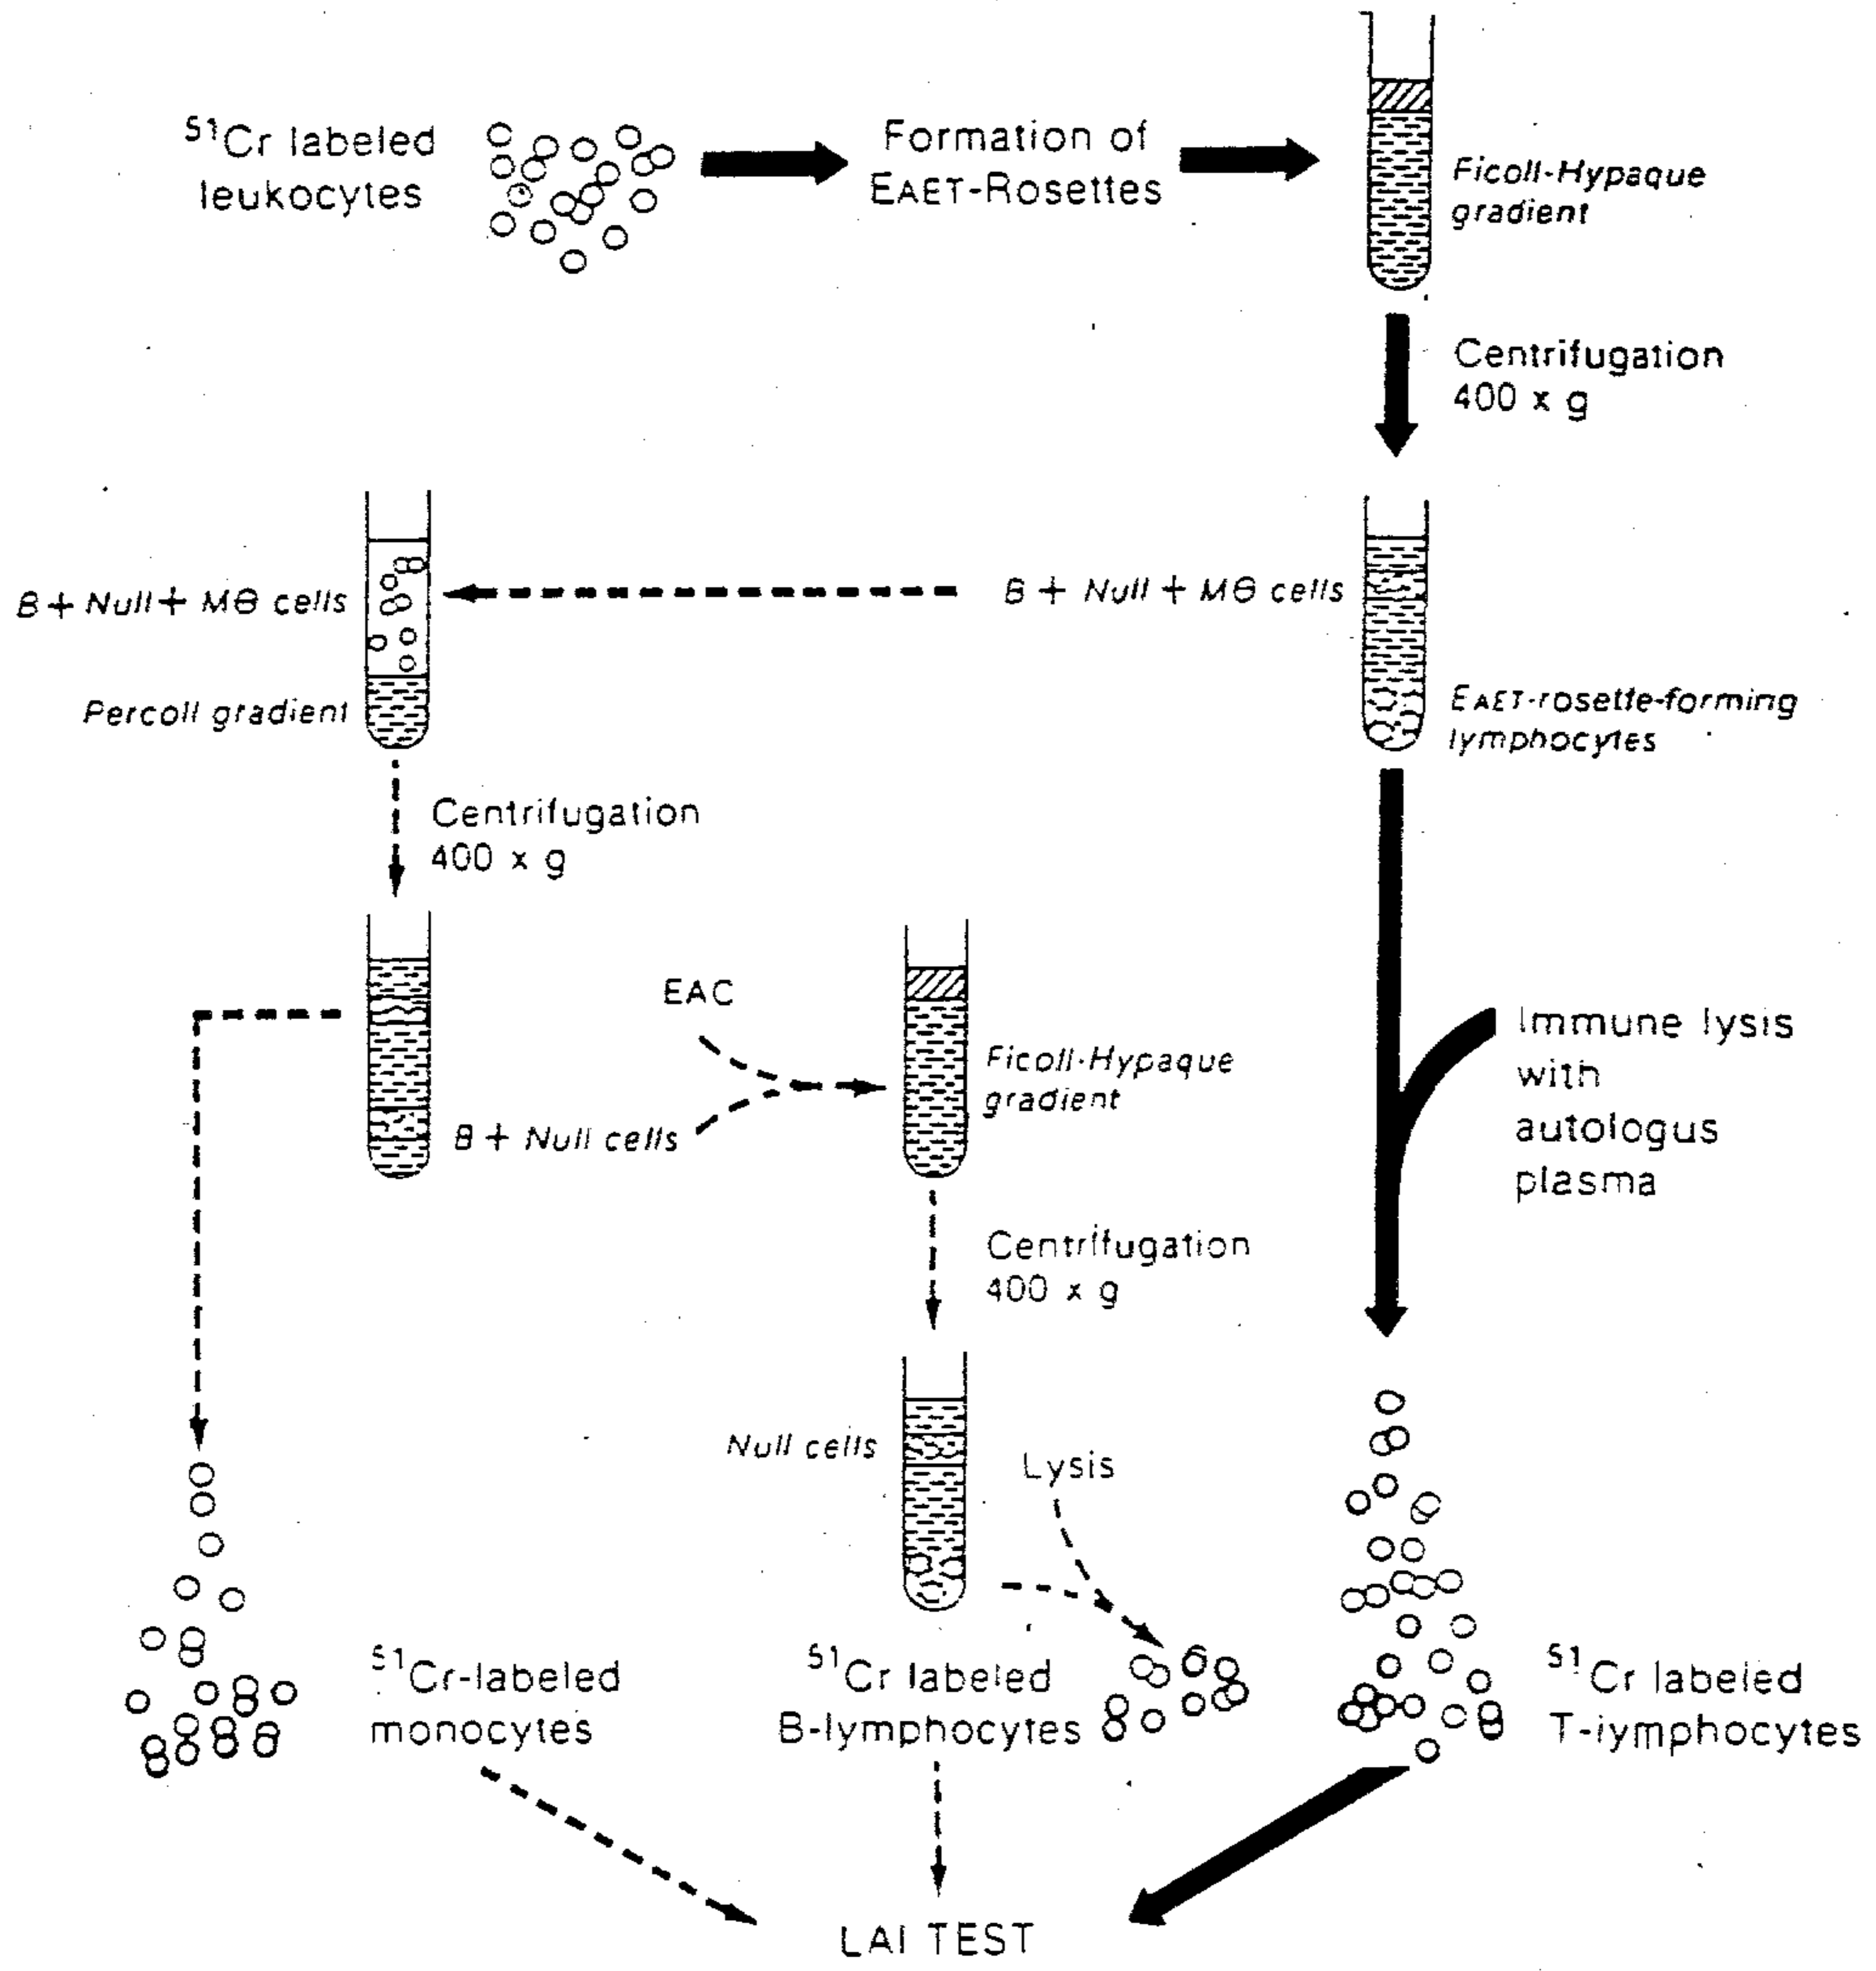 ⁵¹Cr labeled
leukocytes
Formation of
EAET-Rosettes
Ficoll-Hypaque
gradient
Centrifugation
400 x g
B + Null + MΘ cells
B + Null + MΘ cells
Percoll gradient
EAET-rosette-forming
lymphocytes
Centrifugation
400 x g
EAC
B + Null cells
Ficoll-Hypaque
gradient
Immune lysis
with
autologus
plasma
Centrifugation
400 x g
Null cells
Lysis
⁵¹Cr-labeled
monocytes
⁵¹Cr labeled
B-lymphocytes
⁵¹Cr labeled
T-lymphocytes
LAI TEST